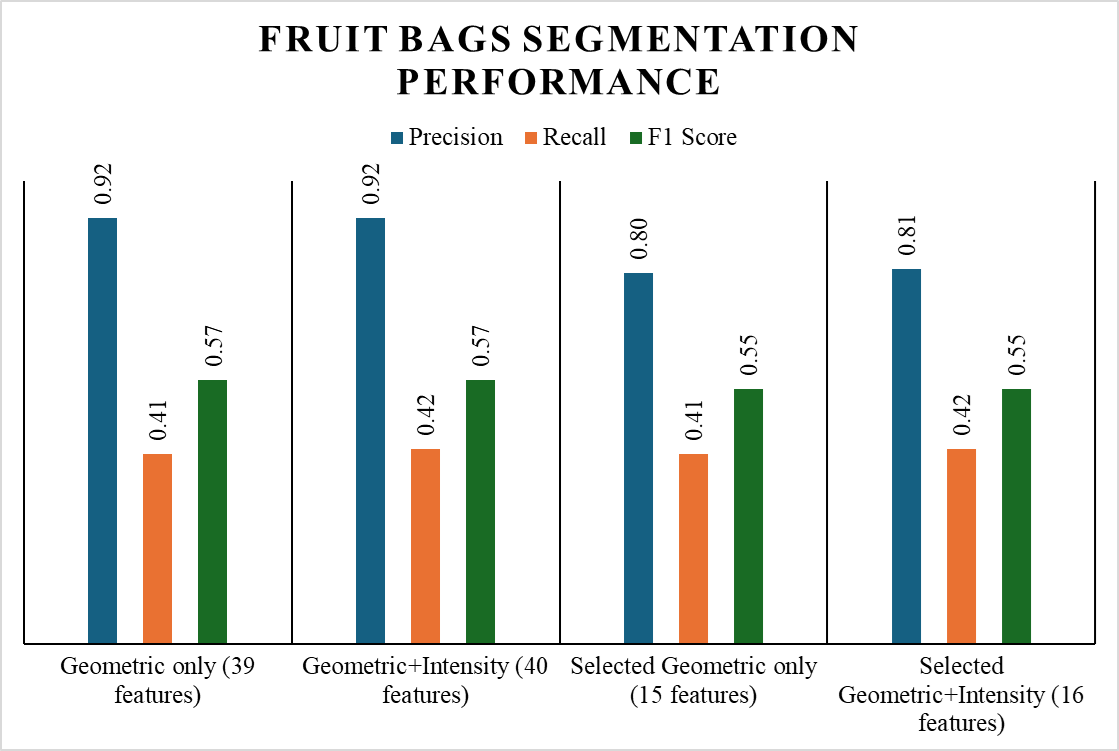 FRUIT BAGS SEGMENTATION
PERFORMANCE
Precision Recall F1 Score
0.92 0.41 0.57 0.92 0.42 0.57 0.80 0.41 0.55 0.81 0.42 0.55
Geometric only (39
features)
Geometric+Intensity (40
features)
Selected Geometric only
(15 features)
Selected
Geometric+Intensity (16
features)